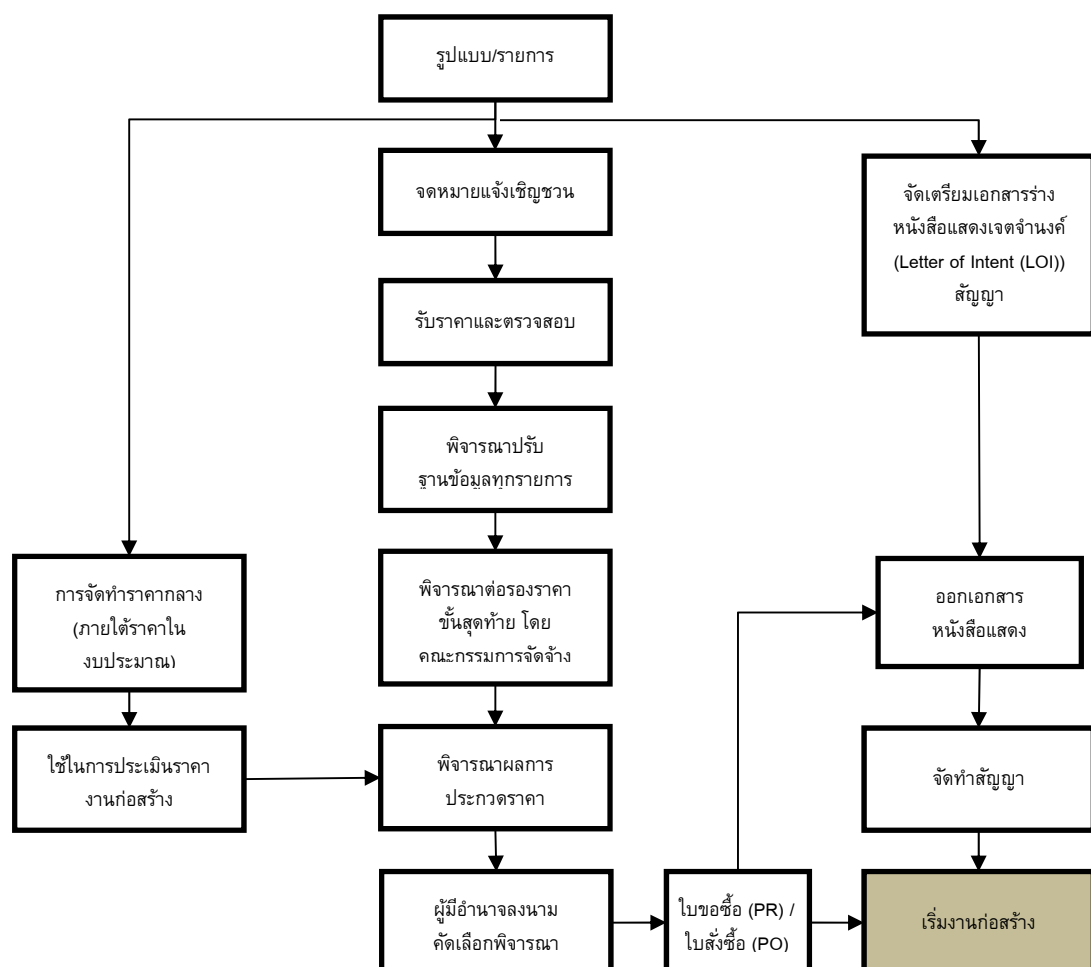 รูปแบบ/รายการ
จดหมายแจ้งเชิญชวน
จัดเตรียมเอกสารร่าง
หนังสือแสดงเจตจำนงค์
(Letter of Intent (LOI))
สัญญา
รับราคาและตรวจสอบ
พิจารณาปรับ
ฐานข้อมูลทุกรายการ
การจัดทำราคากลาง
(ภายใต้ราคาใน
งบประมาณ)
พิจารณาต่อรองราคา
ขั้นสุดท้าย โดย
คณะกรรมการจัดจ้าง
ออกเอกสาร
หนังสือแสดง
ใช้ในการประเมินราคา
งานก่อสร้าง
พิจารณาผลการ
ประกวดราคา
จัดทำสัญญา
ผู้มีอำนาจลงนาม
คัดเลือกพิจารณา
ใบขอซื้อ (PR) /
ใบสั่งซื้อ (PO)
เริ่มงานก่อสร้าง